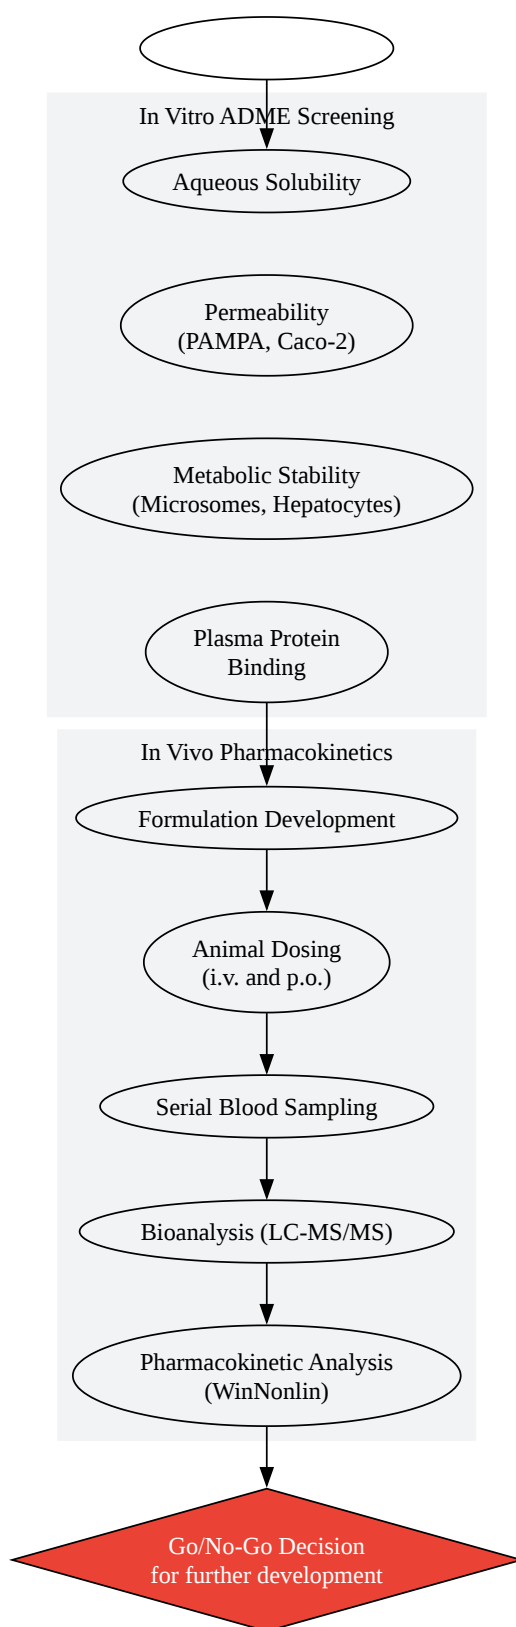 In Vitro ADME Screening
Aqueous Solubility
Permeability
(PAMPA, Caco-2)
Metabolic Stability
(Microsomes, Hepatocytes)
Plasma Protein
Binding
In Vivo Pharmacokinetics
Formulation Development
Animal Dosing
(i.v. and p.o.)
Serial Blood Sampling
Bioanalysis (LC-MS/MS)
Pharmacokinetic Analysis
(WinNonlin)
Go/No-Go Decision
for further development